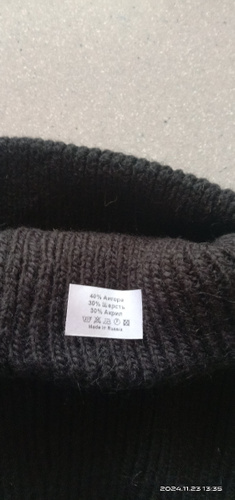 40% Ангора
30% Шерсть
30% Акрил
Made in Russia
2024.11.23 13:35